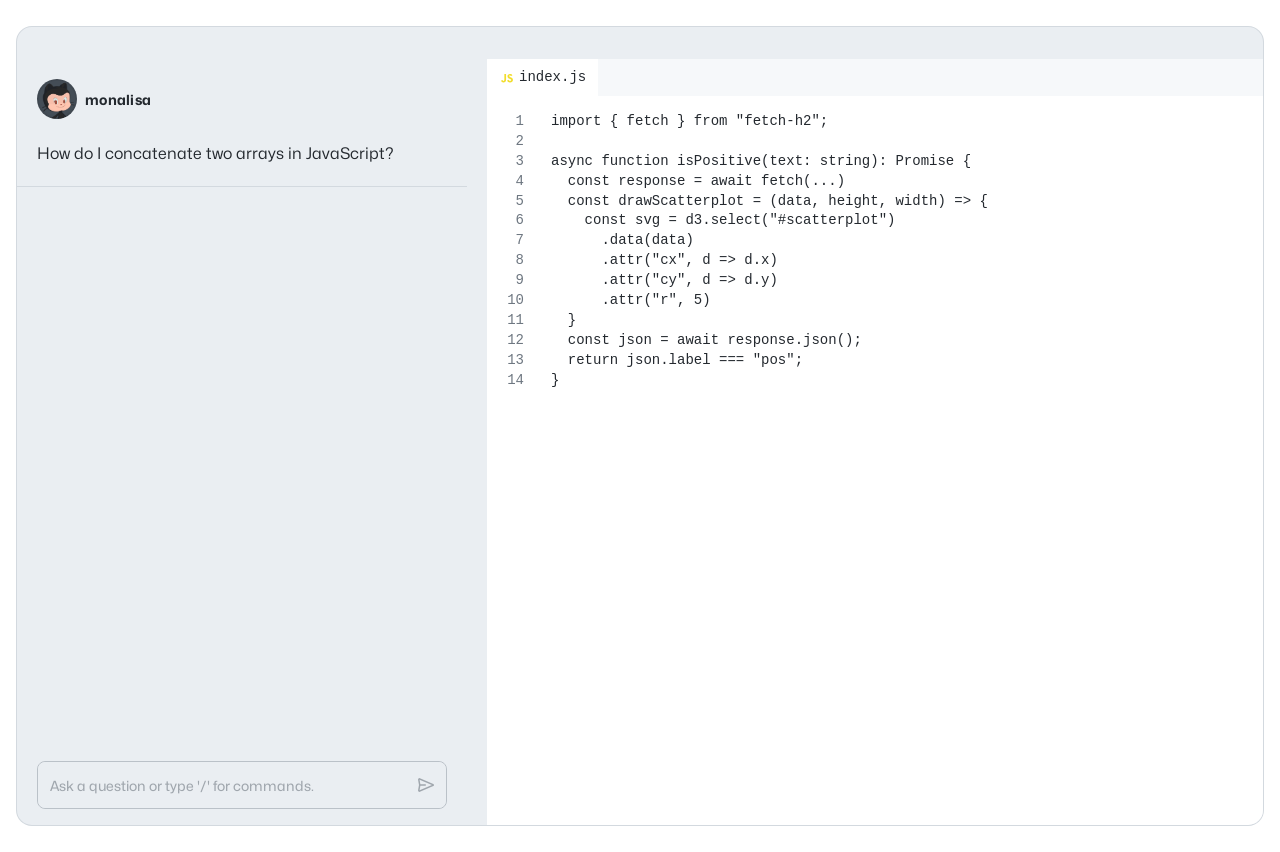 monalisa
How do I concatenate two arrays in JavaScript?
Ask a question or type '/' for commands.
JS index.js
1 import { fetch } from "fetch-h2";
2
3 async function isPositive(text: string): Promise {
4   const response = await fetch(...)
5   const drawScatterplot = (data, height, width) => {
6     const svg = d3.select("#scatterplot")
7       .data(data)
8       .attr("cx", d => d.x)
9       .attr("cy", d => d.y)
10       .attr("r", 5)
11   }
12   const json = await response.json();
13   return json.label === "pos";
14 }